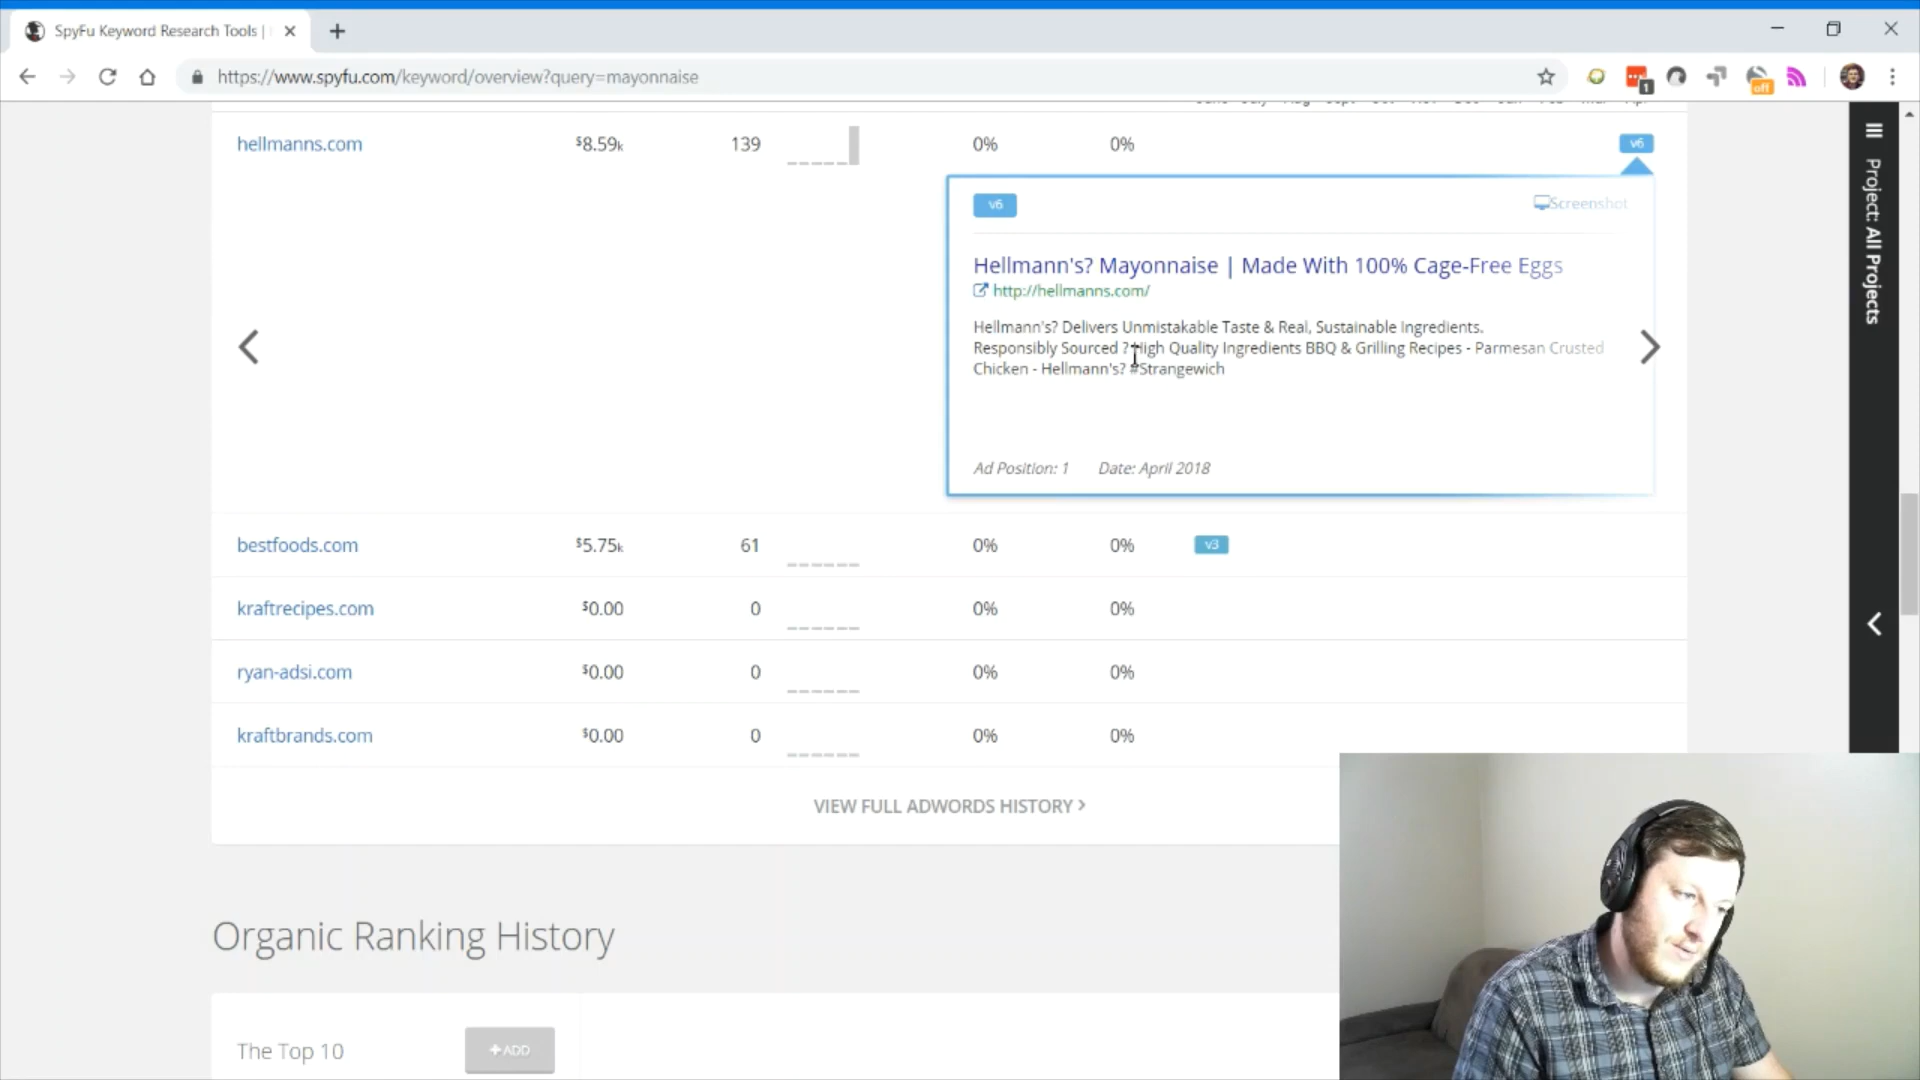 SpyFu Keyword Research Tools |
https://www.spyfu.com/keyword/overview?query=mayonnaise
1
off
hellmanns.com $8.59k 139 0% 0% v6
v6 Screenshot
Hellmann's? Mayonnaise | Made With 100% Cage-Free Eggs
http://hellmanns.com/
Hellmann's? Delivers Unmistakable Taste & Real, Sustainable Ingredients.
Responsibly Sourced ? High Quality Ingredients BBQ & Grilling Recipes - Parmesan Crusted
Chicken - Hellmann's? #Strangewich
Ad Position: 1 Date: April 2018
bestfoods.com $5.75k 61 0% 0% v3
kraftrecipes.com $0.00 0 0% 0%
ryan-adsi.com $0.00 0 0% 0%
kraftbrands.com $0.00 0 0% 0%
VIEW FULL ADWORDS HISTORY >
Organic Ranking History
The Top 10 + ADD
Project: All Projects